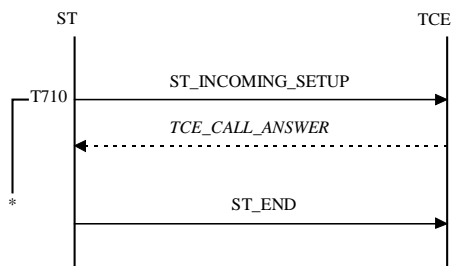 ST TCE
T710 ST_INCOMING_SETUP
TCE_CALL_ANSWER
*
ST_END